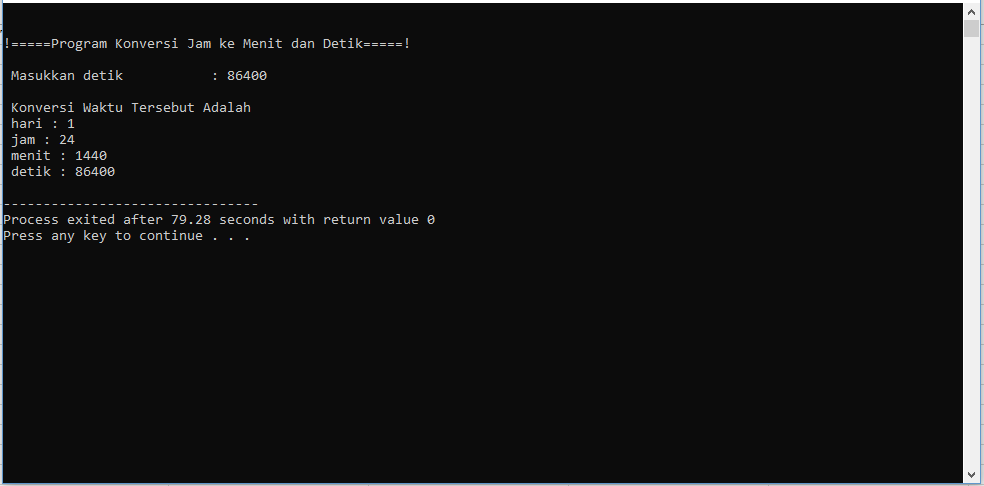 !=====Program Konversi Jam ke Menit dan Detik=====!
Masukkan detik : 86400
Konversi Waktu Tersebut Adalah
hari : 1
jam : 24
menit : 1440
detik : 86400
--------------------------------
Process exited after 79.28 seconds with return value 0
Press any key to continue . . .